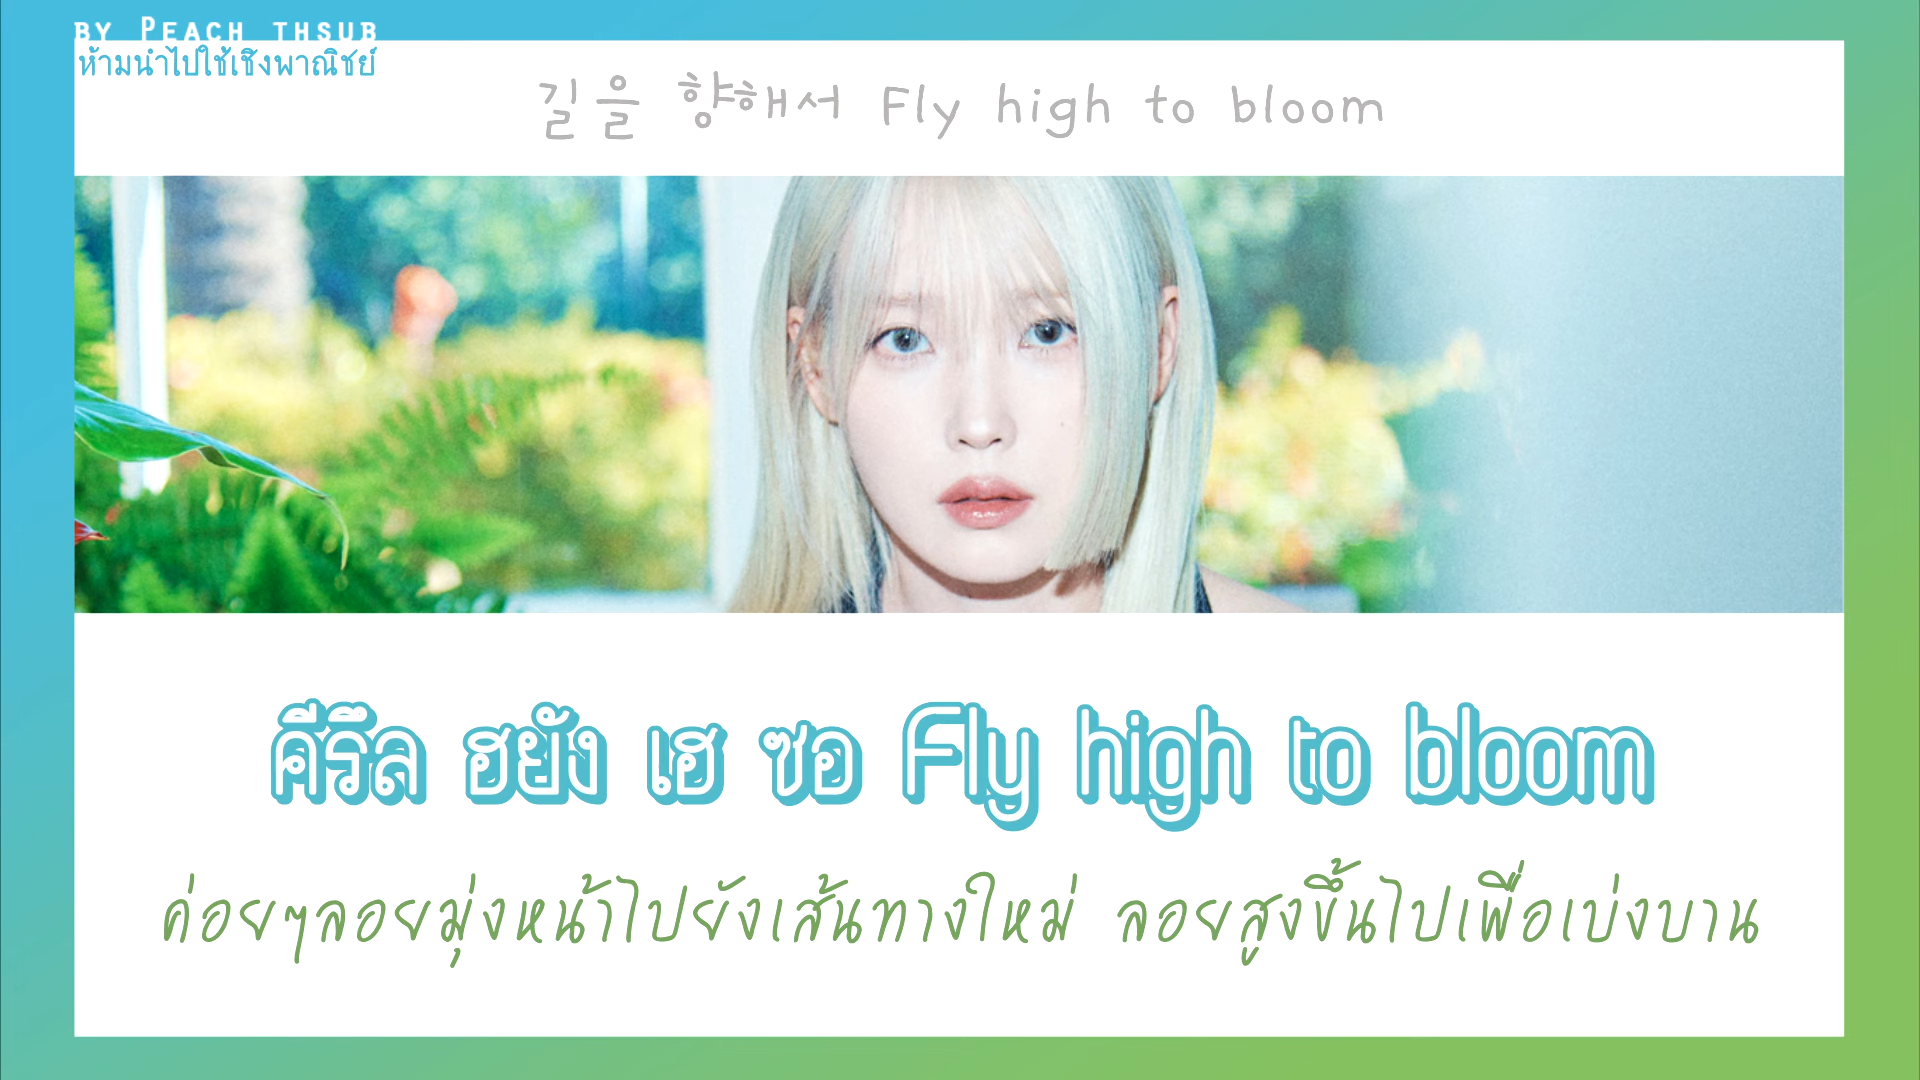 by Peach thsub
ห้ามนำไปใช้เชิงพาณิชย์
길을 향해서 Fly high to bloom
คีรึล ฮยัง เฮ ซอ Fly high to bloom
ค่อยๆลอยมุ่งหน้าไปยังเส้นทางใหม่ ลอยสูงขึ้นไปเพื่อเบ่งบาน